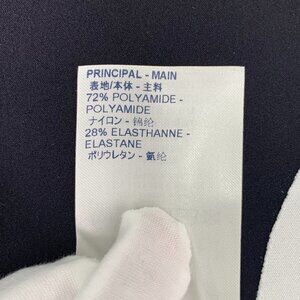 PRINCIPAL - MAIN
表地/本体 - 主料
72% POLYAMIDE -
POLYAMIDE
ナイロン - 锦纶
28% ELASTHANNE -
ELASTANE
ポリウレタン - 氨纶